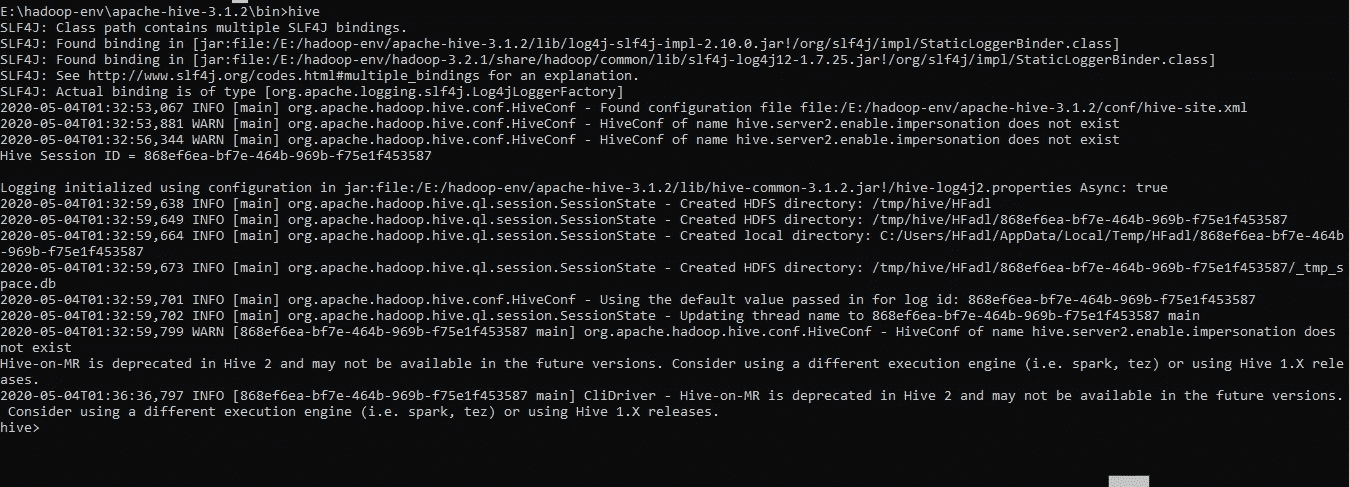 E:\hadoop-env\apache-hive-3.1.2\bin>hive
SLF4J: Class path contains multiple SLF4J bindings.
SLF4J: Found binding in [jar:file:/E:/hadoop-env/apache-hive-3.1.2/lib/log4j-slf4j-impl-2.10.0.jar!/org/slf4j/impl/StaticLoggerBinder.class]
SLF4J: Found binding in [jar:file:/E:/hadoop-env/hadoop-3.2.1/share/hadoop/common/lib/slf4j-log4j12-1.7.25.jar!/org/slf4j/impl/StaticLoggerBinder.class]
SLF4J: See http://www.slf4j.org/codes.html#multiple_bindings for an explanation.
SLF4J: Actual binding is of type [org.apache.logging.slf4j.Log4jLoggerFactory]
2020-05-04T01:32:53,067 INFO [main] org.apache.hadoop.hive.conf.HiveConf - Found configuration file file:/E:/hadoop-env/apache-hive-3.1.2/conf/hive-site.xml
2020-05-04T01:32:53,881 WARN [main] org.apache.hadoop.hive.conf.HiveConf - HiveConf of name hive.server2.enable.impersonation does not exist
2020-05-04T01:32:56,344 WARN [main] org.apache.hadoop.hive.conf.HiveConf - HiveConf of name hive.server2.enable.impersonation does not exist
Hive Session ID = 868ef6ea-bf7e-464b-969b-f75e1f453587
Logging initialized using configuration in jar:file:/E:/hadoop-env/apache-hive-3.1.2/lib/hive-common-3.1.2.jar!/hive-log4j2.properties Async: true
2020-05-04T01:32:59,638 INFO [main] org.apache.hadoop.hive.ql.session.SessionState - Created HDFS directory: /tmp/hive/HFadl
2020-05-04T01:32:59,649 INFO [main] org.apache.hadoop.hive.ql.session.SessionState - Created HDFS directory: /tmp/hive/HFadl/868ef6ea-bf7e-464b-969b-f75e1f453587
2020-05-04T01:32:59,664 INFO [main] org.apache.hadoop.hive.ql.session.SessionState - Created local directory: C:/Users/HFadl/AppData/Local/Temp/HFadl/868ef6ea-bf7e-464b
-969b-f75e1f453587
2020-05-04T01:32:59,673 INFO [main] org.apache.hadoop.hive.ql.session.SessionState - Created HDFS directory: /tmp/hive/HFadl/868ef6ea-bf7e-464b-969b-f75e1f453587/_tmp_s
pace.db
2020-05-04T01:32:59,701 INFO [main] org.apache.hadoop.hive.conf.HiveConf - Using the default value passed in for log id: 868ef6ea-bf7e-464b-969b-f75e1f453587
2020-05-04T01:32:59,702 INFO [main] org.apache.hadoop.hive.ql.session.SessionState - Updating thread name to 868ef6ea-bf7e-464b-969b-f75e1f453587 main
2020-05-04T01:32:59,799 WARN [868ef6ea-bf7e-464b-969b-f75e1f453587 main] org.apache.hadoop.hive.conf.HiveConf - HiveConf of name hive.server2.enable.impersonation does
not exist
Hive-on-MR is deprecated in Hive 2 and may not be available in the future versions. Consider using a different execution engine (i.e. spark, tez) or using Hive 1.X rele
ases.
2020-05-04T01:36:36,797 INFO [868ef6ea-bf7e-464b-969b-f75e1f453587 main] CliDriver - Hive-on-MR is deprecated in Hive 2 and may not be available in the future versions.
Consider using a different execution engine (i.e. spark, tez) or using Hive 1.X releases.
hive>